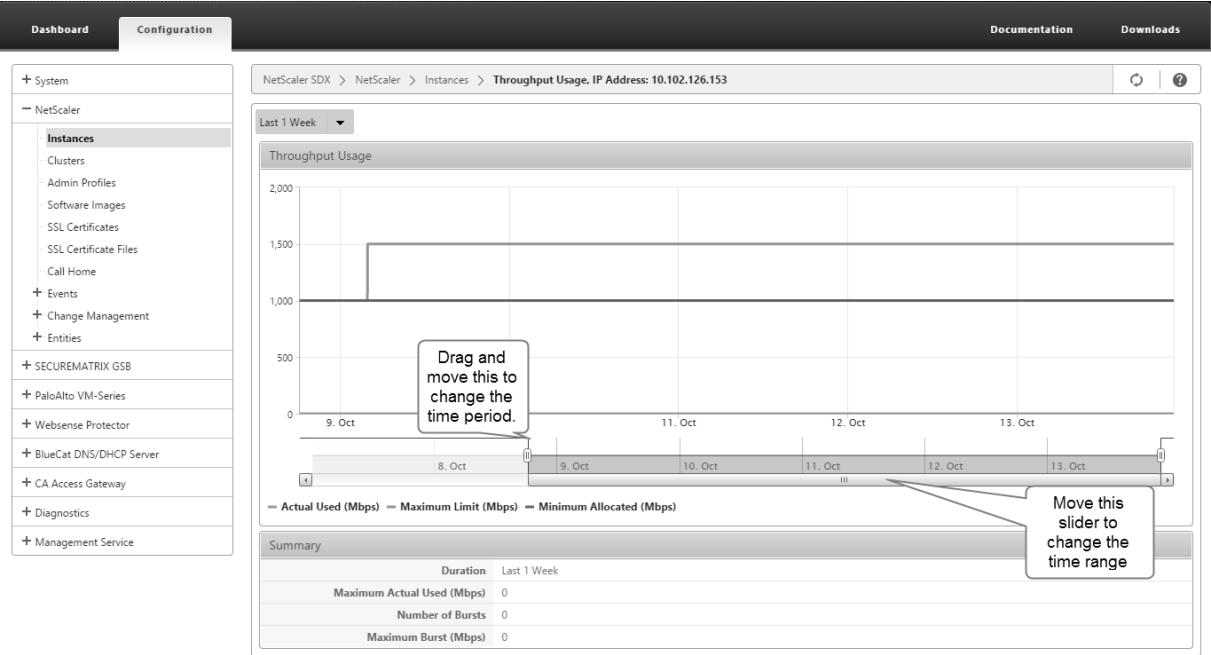 Dashboard
Configuration
Documentation
Downloads
+ System
− NetScaler
Instances
Clusters
Admin Profiles
Software Images
SSL Certificates
SSL Certificate Files
Call Home
+ Events
+ Change Management
+ Entities
+ SECUREMATRIX GSB
+ PaloAlto VM-Series
+ Websense Protector
+ BlueCat DNS/DHCP Server
+ CA Access Gateway
+ Diagnostics
+ Management Service
NetScaler SDX > NetScaler > Instances > Throughput Usage, IP Address: 10.102.126.153
?
Last 1 Week
Throughput Usage
2,000
1,500
1,000
500
0
9. Oct
11. Oct
12. Oct
13. Oct
Drag and
move this to
change the
time period.
8. Oct
9. Oct
10. Oct
11. Oct
12. Oct
13. Oct
Actual Used (Mbps)
Maximum Limit (Mbps)
Minimum Allocated (Mbps)
Move this
slider to
change the
time range
Summary
Duration Last 1 Week
Maximum Actual Used (Mbps) 0
Number of Bursts 0
Maximum Burst (Mbps) 0